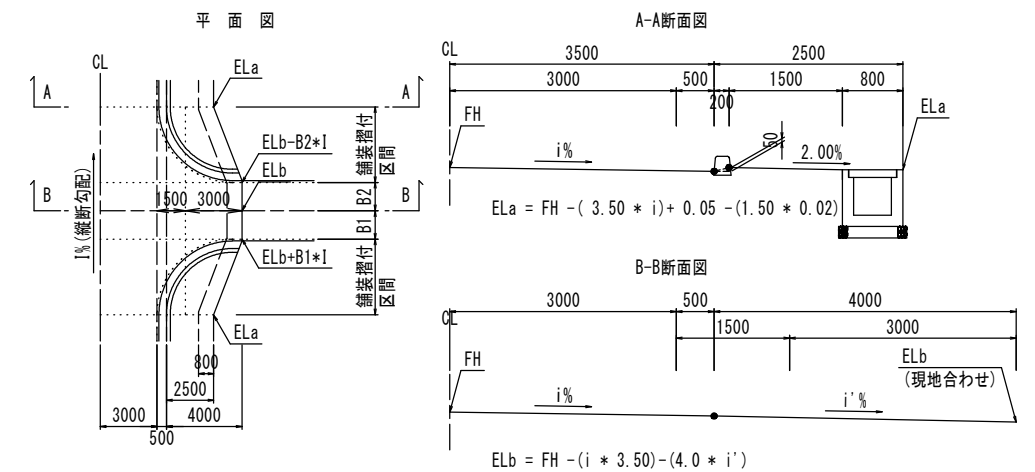 平 面 図
CL
A
A
ELa
ELb-B2*I
ELb
舗装摺付
区間
B
B
1500
3000
B2
B1
I%(縦断勾配)
ELb+B1*I
舗装摺付
区間
ELa
800
2500
3000
4000
500
A-A断面図
CL
3500
2500
3000
500
1500
800
200
FH
i%
50
2.00%
ELa
ELa = FH -( 3.50 * i)+ 0.05 -(1.50 * 0.02)
B-B断面図
CL
3000
500
4000
1500
3000
FH
i%
i'%
ELb
(現地合わせ)
ELb = FH -(i * 3.50)-(4.0 * i')